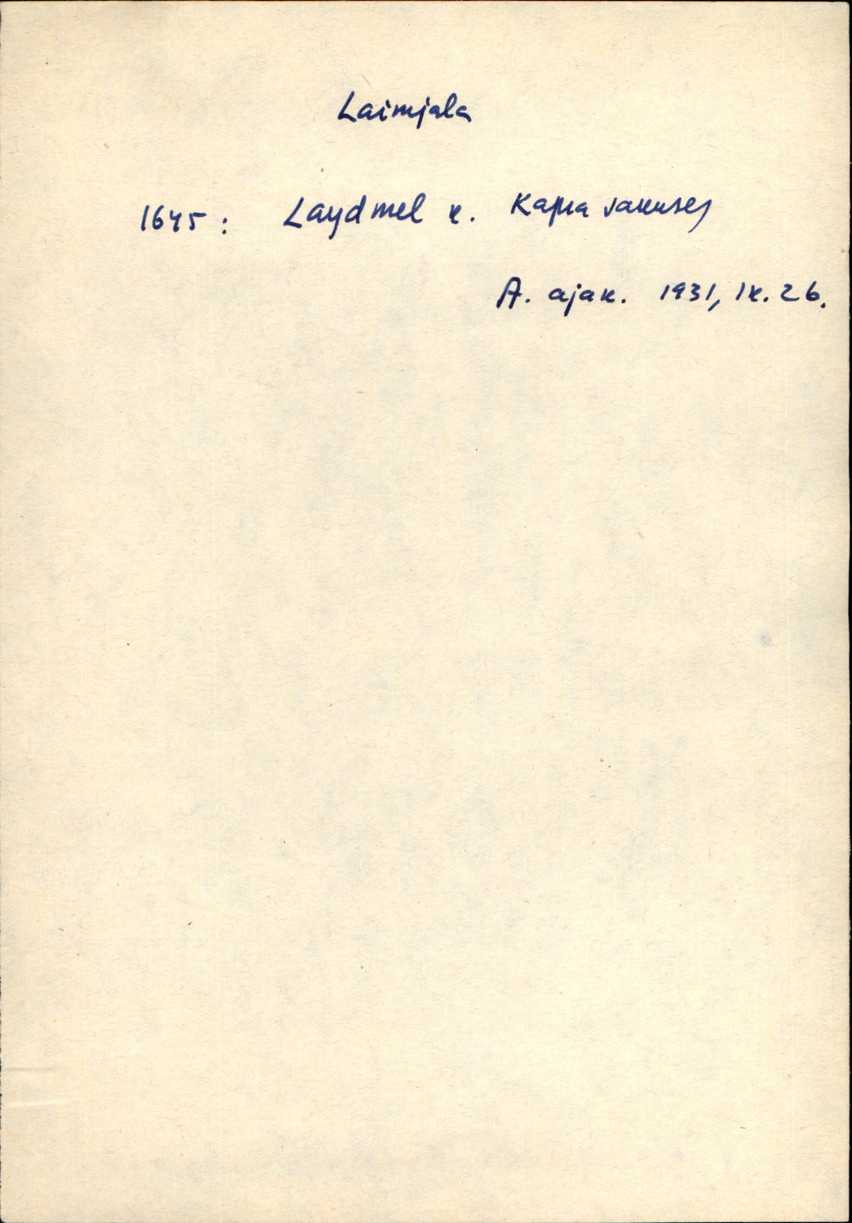 Laimjala
1645: Laydmel k. Kapra vakuses
A. ajak. 1931, lk. 26.